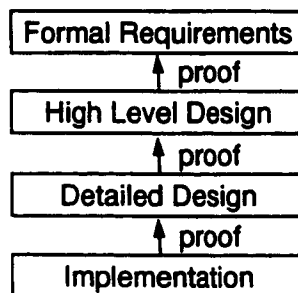 Formal Requirements
proof
High Level Design
proof
Detailed Design
proof
Implementation